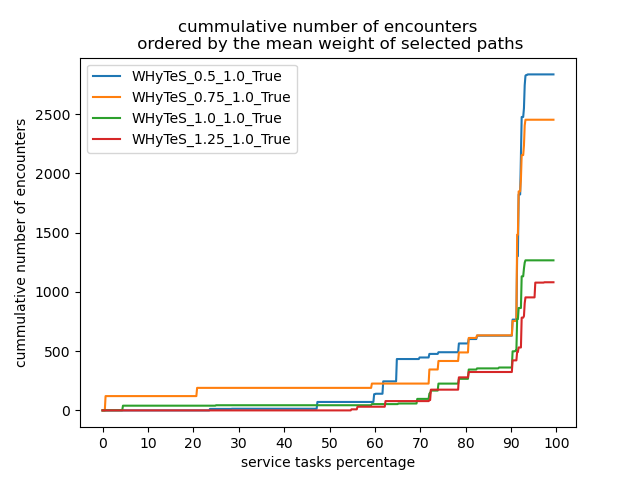 cummulative number of encounters
ordered by the mean weight of selected paths
WHyTeS_0.5_1.0_True
WHyTeS_0.75_1.0_True
WHyTeS_1.0_1.0_True
WHyTeS_1.25_1.0_True
cummulative number of encounters
2500
2000
1500
1000
500
0
0 10 20 30 40 50 60 70 80 90 100
service tasks percentage